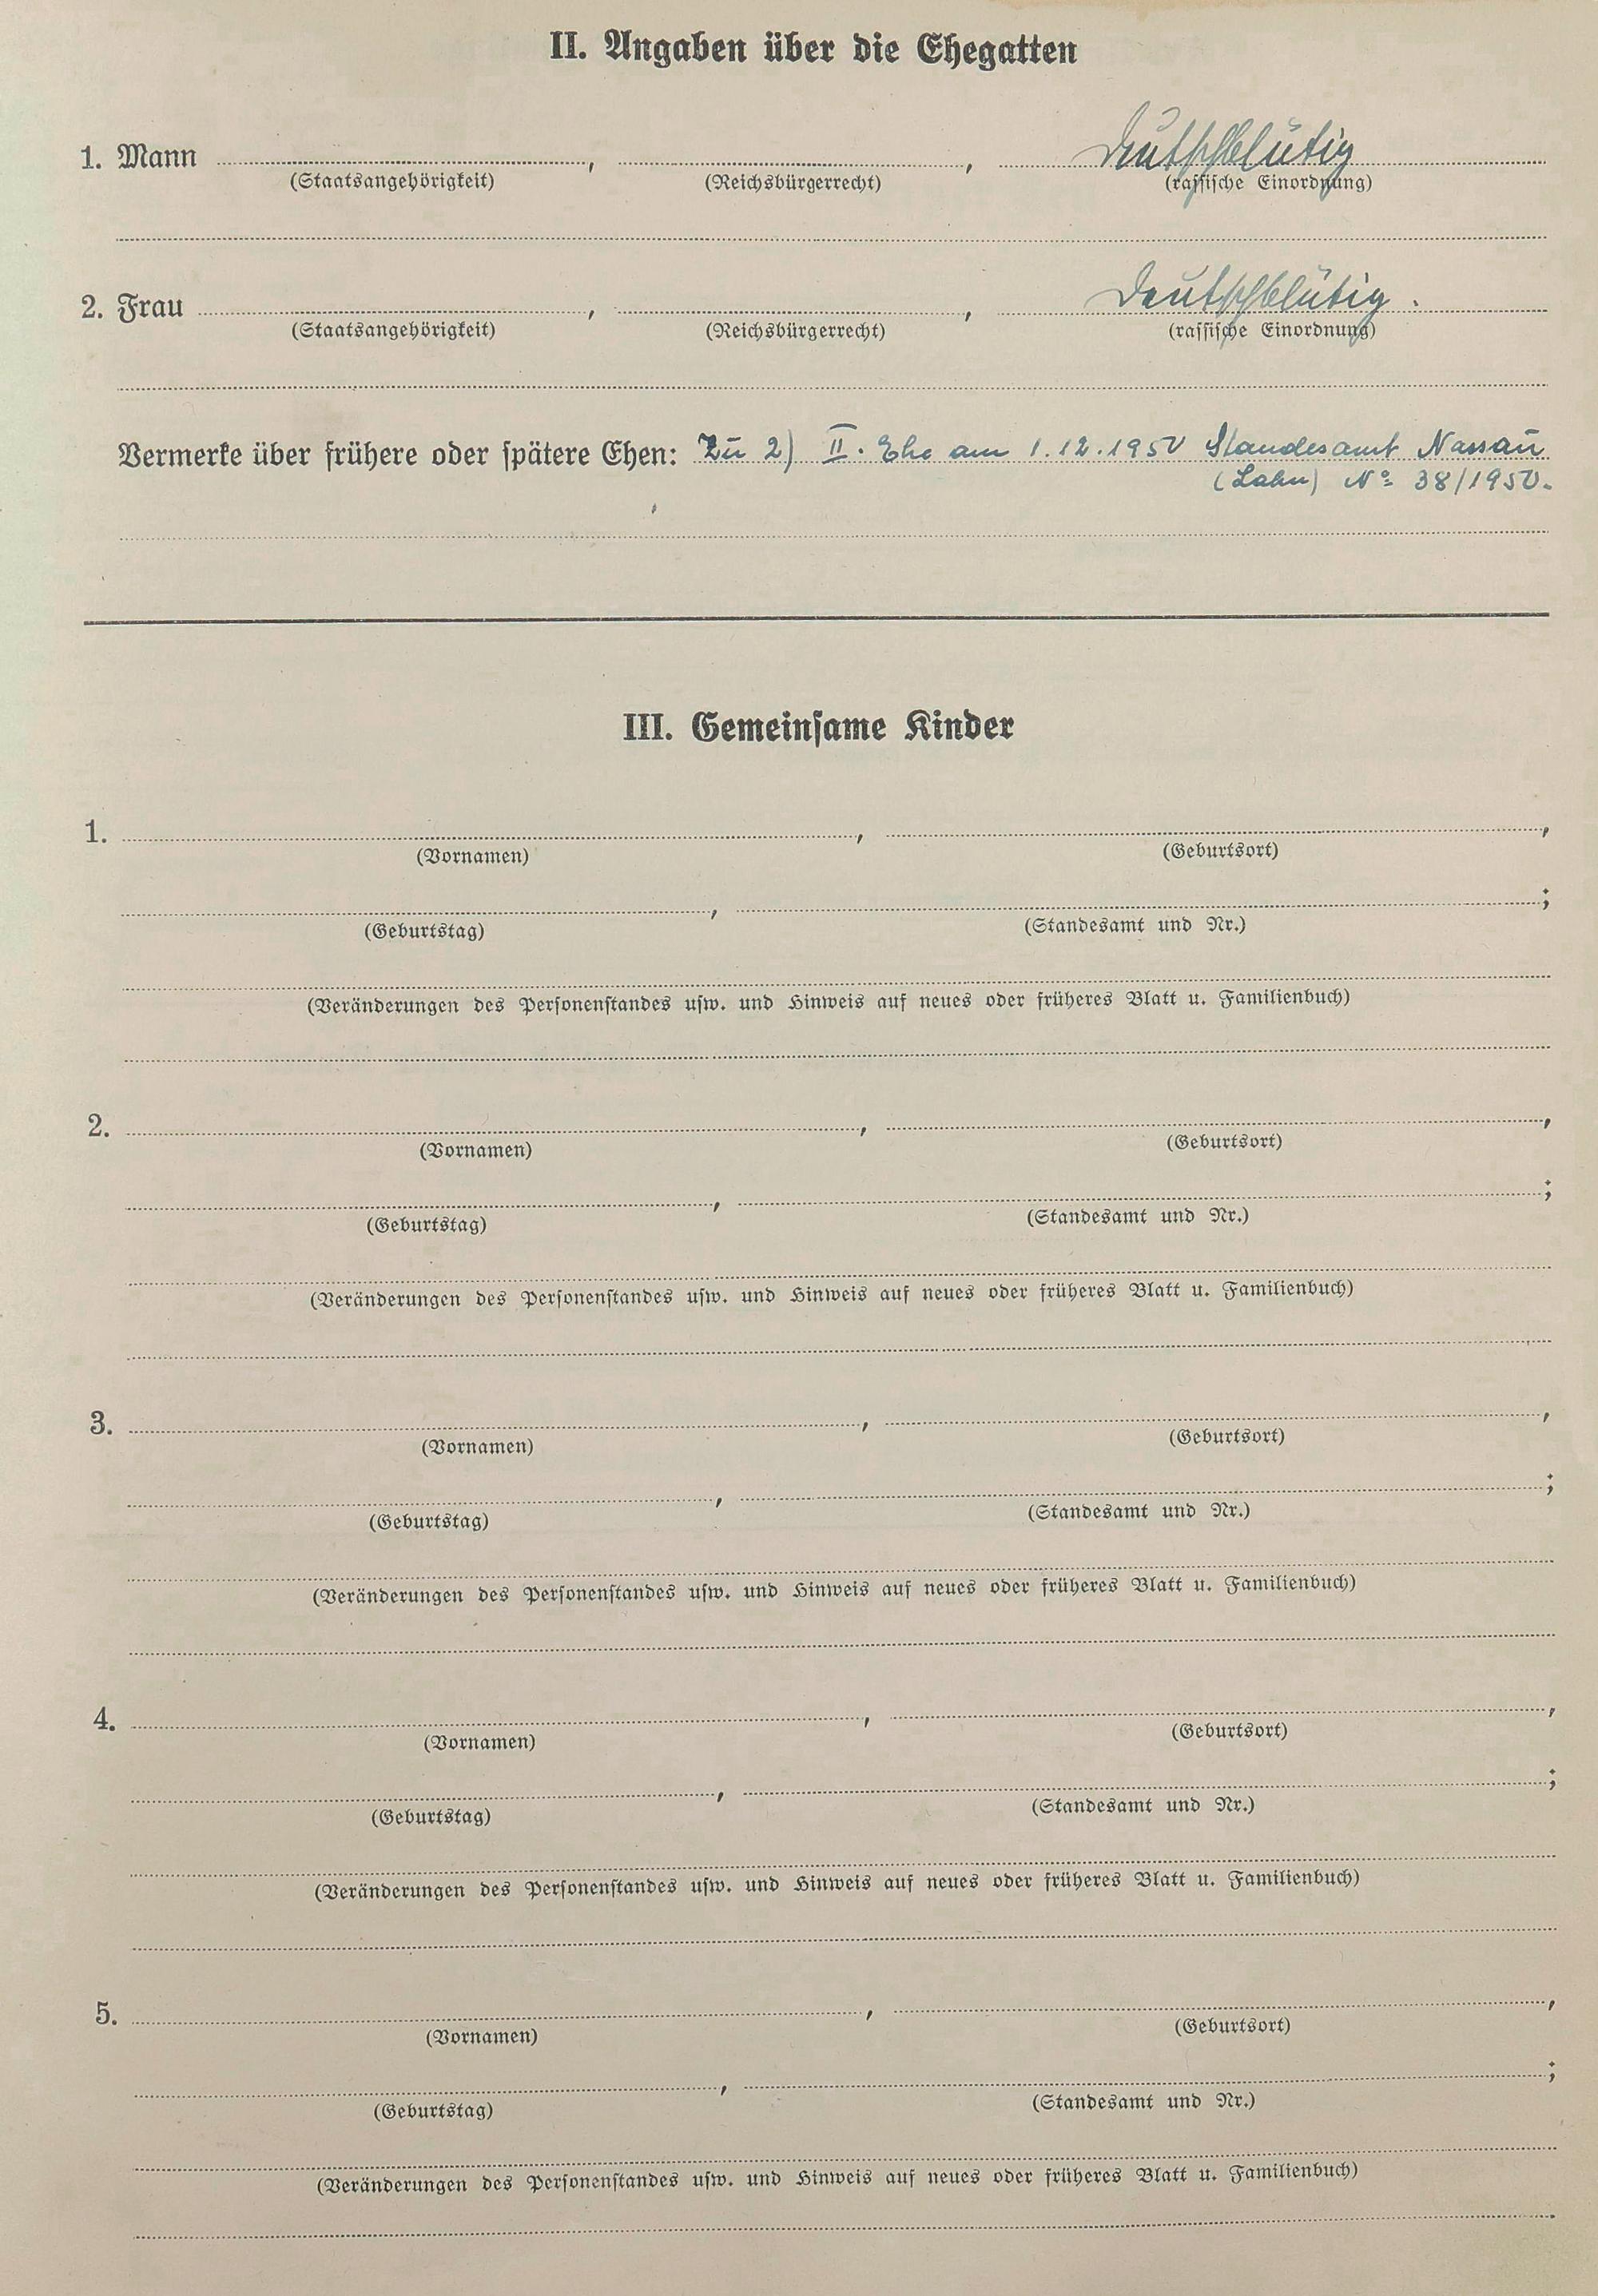 II. Angaben über die Ehegatten
1. Mann , , deutschblütig
(Staatsangehörigkeit) (Reichsbürgerrecht) (rassische Einordnung)
2. Frau , , deutschblütig.
(Staatsangehörigkeit) (Reichsbürgerrecht) (rassische Einordnung)
Vermerke über frühere oder spätere Ehen: Zu 2) II. Ehe am 1.12.1950 Standesamt Nassau
(Lahn) No 38/1950.
III. Gemeinsame Kinder
1. , ,
(Vornamen) (Geburtsort)
, ;
(Geburtstag) (Standesamt und Nr.)
(Veränderungen des Personenstandes usw. und Hinweis auf neues oder früheres Blatt u. Familienbuch)
2. , ,
(Vornamen) (Geburtsort)
, ;
(Geburtstag) (Standesamt und Nr.)
(Veränderungen des Personenstandes usw. und Hinweis auf neues oder früheres Blatt u. Familienbuch)
3. , ,
(Vornamen) (Geburtsort)
, ;
(Geburtstag) (Standesamt und Nr.)
(Veränderungen des Personenstandes usw. und Hinweis auf neues oder früheres Blatt u. Familienbuch)
4. , ,
(Vornamen) (Geburtsort)
, ;
(Geburtstag) (Standesamt und Nr.)
(Veränderungen des Personenstandes usw. und Hinweis auf neues oder früheres Blatt u. Familienbuch)
5. , ,
(Vornamen) (Geburtsort)
, ;
(Geburtstag) (Standesamt und Nr.)
(Veränderungen des Personenstandes usw. und Hinweis auf neues oder früheres Blatt u. Familienbuch)